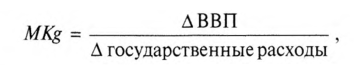 MKg = Δ ВВП / Δ государственные расходы ,